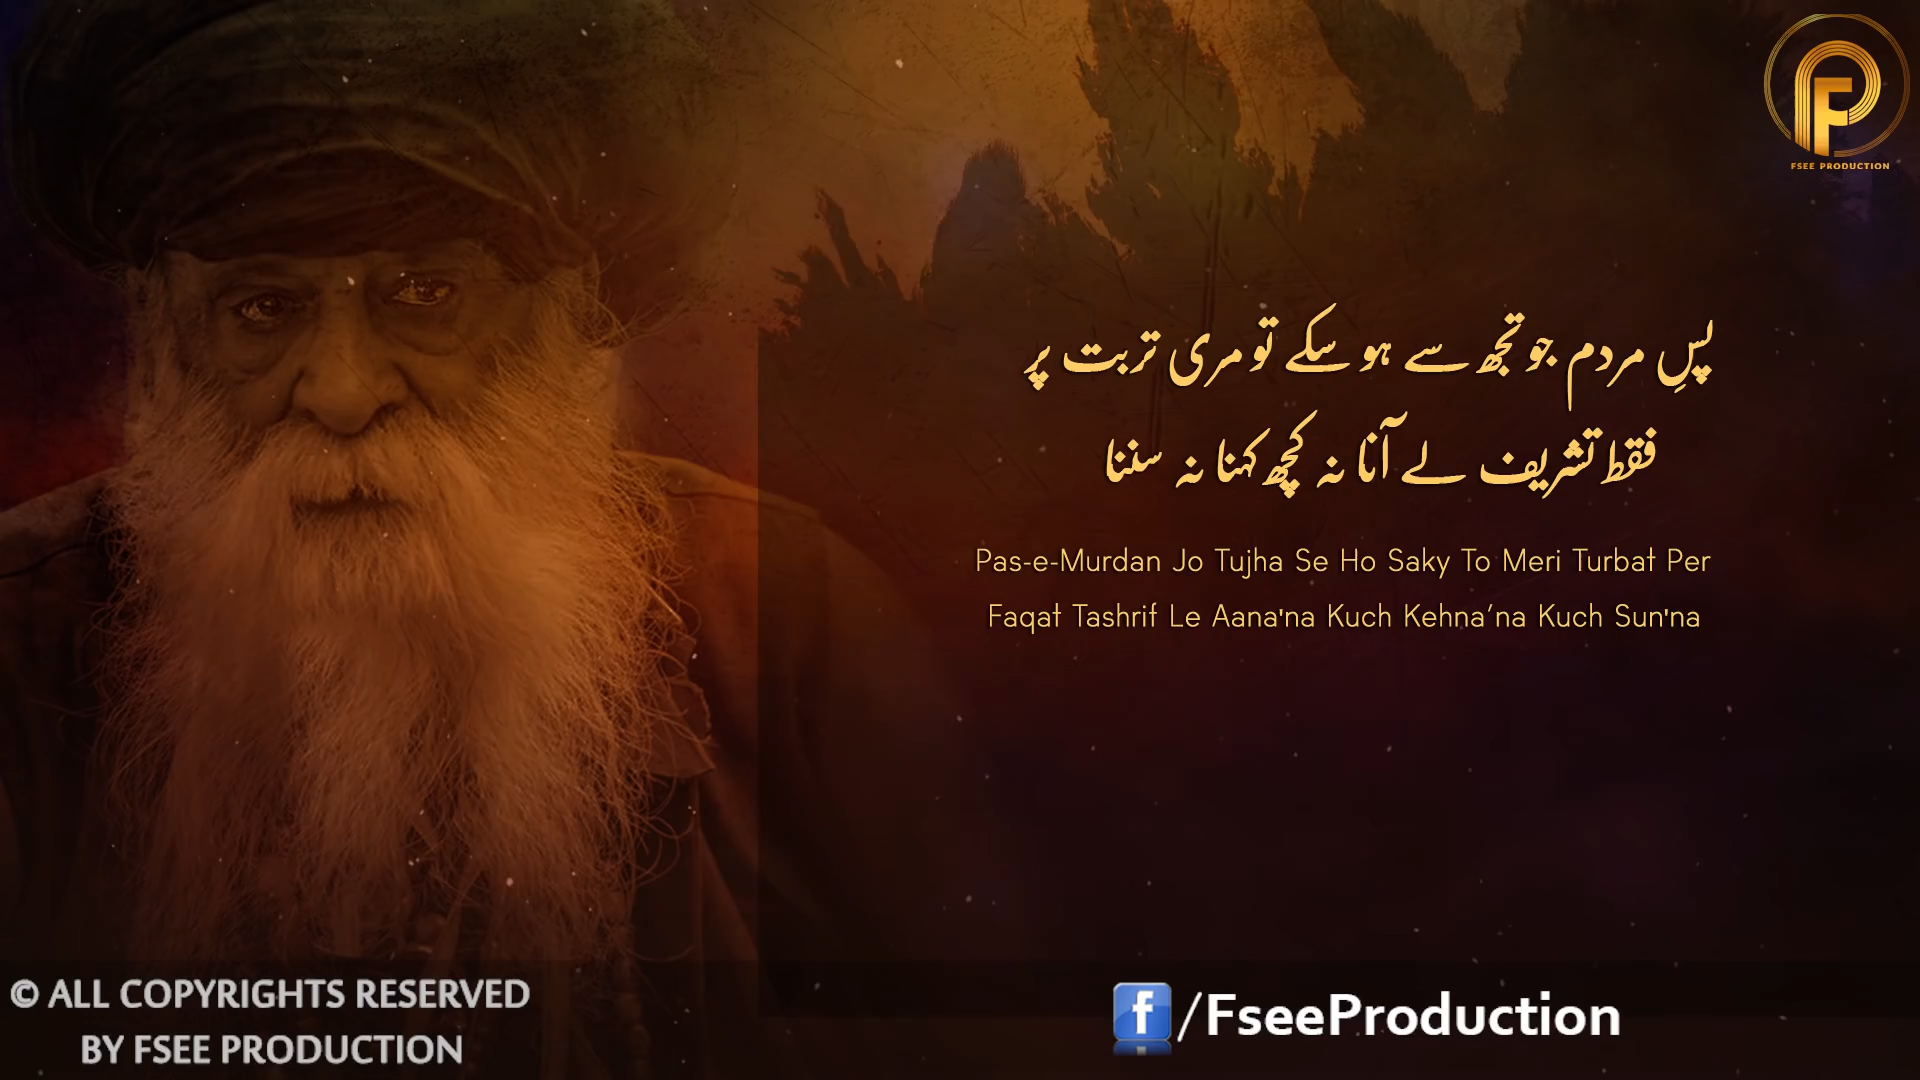 FSEE PRODUCTION
پسِ مردم جو تجھ سے ہو سکے تو مری تربت پر
فقط تشریف لے آنا نہ کچھ کہنا نہ سننا
Pas-e-Murdan Jo Tujha Se Ho Saky To Meri Turbat Per
Faqat Tashrif Le Aana'na Kuch Kehna’na Kuch Sun'na
© ALL COPYRIGHTS RESERVED
BY FSEE PRODUCTION
f/FseeProduction